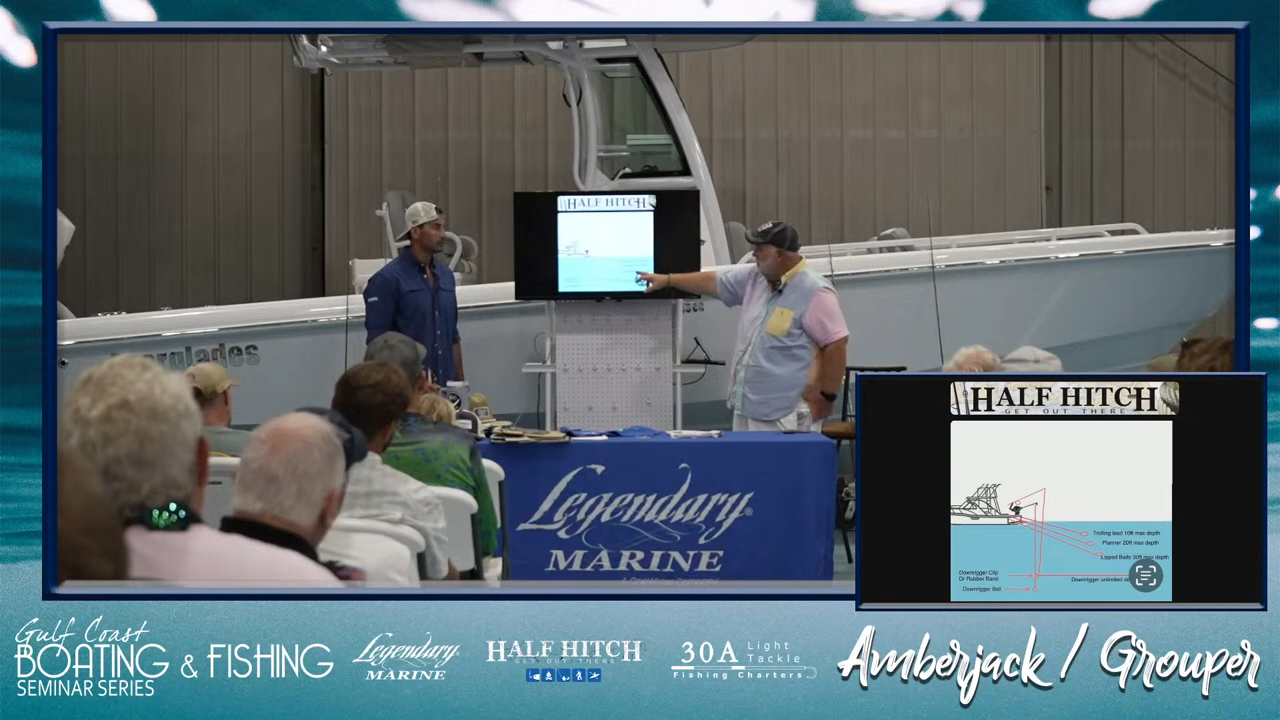 HALF HITCH
Everglades
Legendary®
MARINE
HALF HITCH
GET OUT THERE
Trolling lead 10ft max depth
Planner 20ft max depth
Lipped Baits 30ft max depth
Downrigger Clip
Or Rubber Band
Downrigger unlimited
Downrigger Ball
Gulf Coast
BOATING & FISHING
SEMINAR SERIES
Legendary
MARINE
HALF HITCH
GET OUT THERE
30A Light
Tackle
Fishing Charters
Amberjack / Grouper